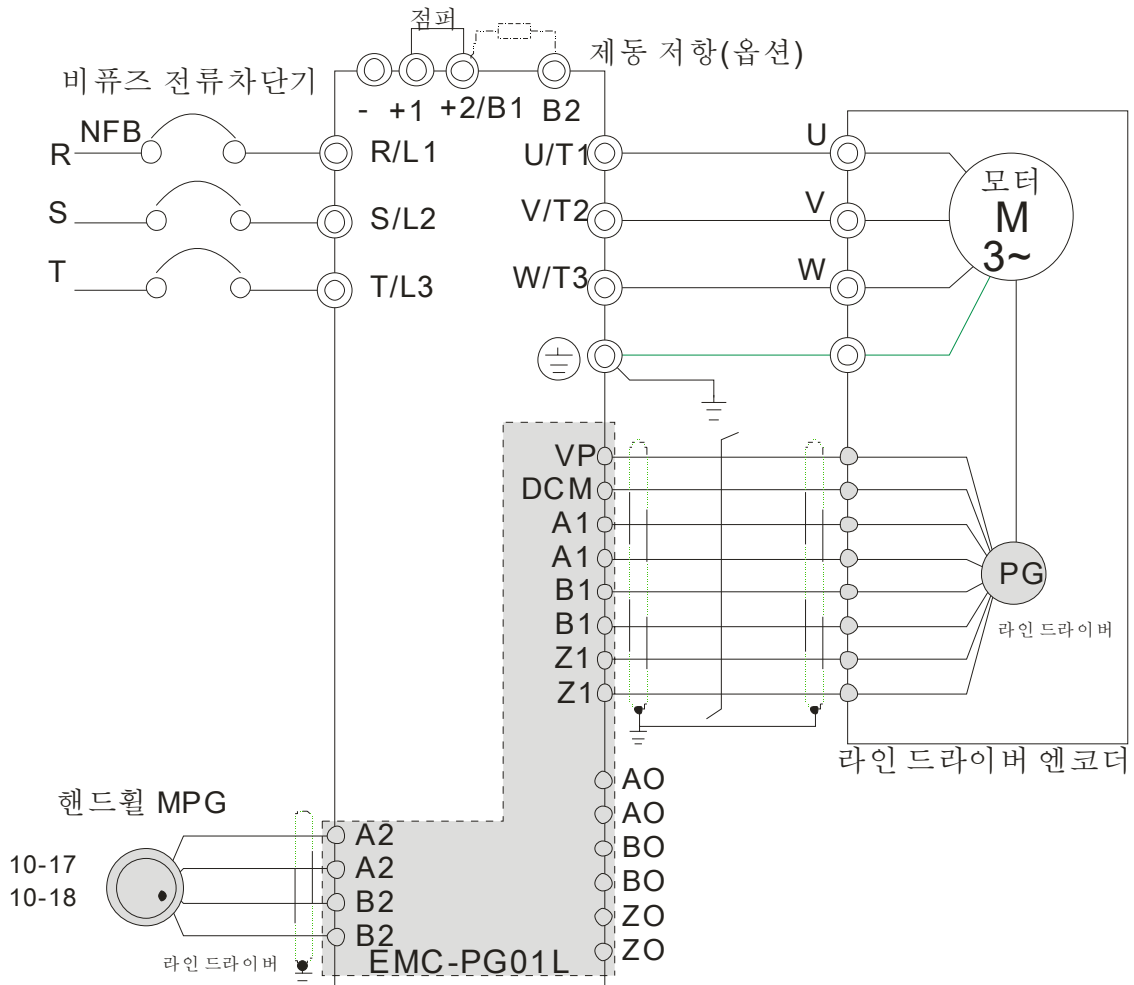 점퍼
제동 저항(옵션)
비퓨즈 전류차단기
- +1 +2/B1 B2
NFB
R R/L1 U/T1 U
S S/L2 V/T2 V
T T/L3 W/T3 W
모터
M
3~
VP
DCM
A1
A1
B1
B1
Z1
Z1
PG
라인 드라이버
라인 드라이버 엔코더
AO
AO
BO
BO
ZO
ZO
핸드휠 MPG
10-17
10-18
A2
A2
B2
B2
라인 드라이버
EMC-PG01L